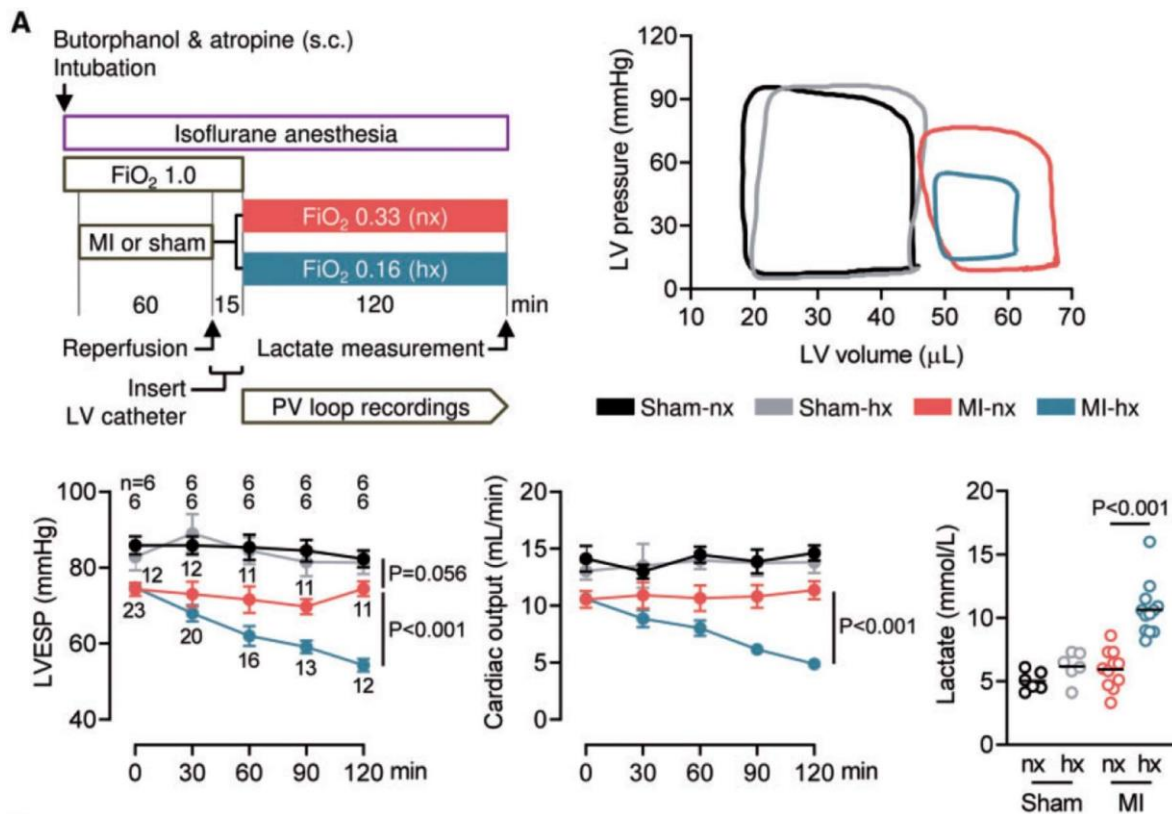 A
Butorphanol & atropine (s.c.)
Intubation
Isoflurane anesthesia
FiO₂ 1.0
FiO₂ 0.33 (nx)
MI or sham
FiO₂ 0.16 (hx)
60 15 120 min
Reperfusion
Lactate measurement
Insert
LV catheter
PV loop recordings
LV pressure (mmHg)
120
90
60
30
0
10 20 30 40 50 60 70
LV volume (μL)
Sham-nx Sham-hx MI-nx MI-hx
LVESP (mmHg)
100
80
60
40
n=6 6 6 6 6
6 6 6 6 6
12 12 11 11 11
23 20 16 13 12
P=0.056
P<0.001
0 30 60 90 120 min
Cardiac output (mL/min)
20
15
10
5
0
P<0.001
0 30 60 90 120 min
Lactate (mmol/L)
20
15
10
5
0
P<0.001
nx hx nx hx
Sham MI